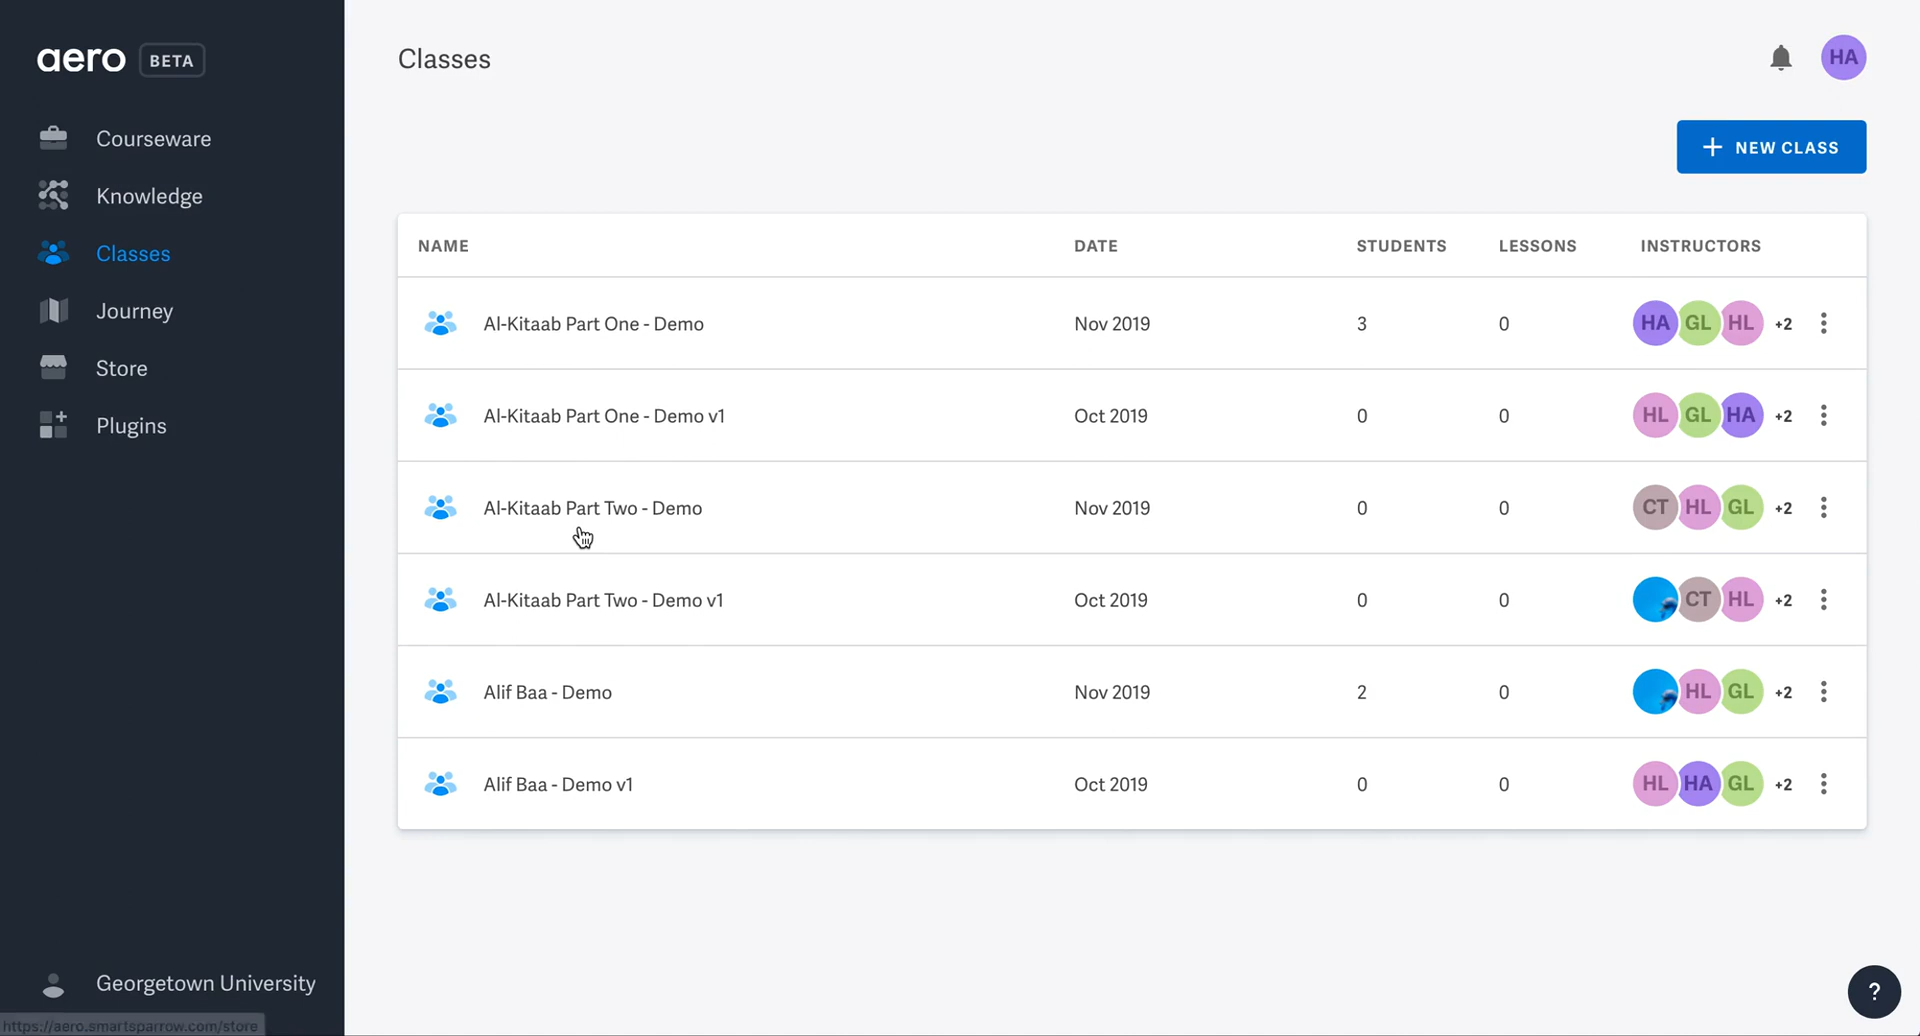 aero BETA
Courseware
Knowledge
Classes
Journey
Store
Plugins
Georgetown University
https://aero.smartsparrow.com/store
Classes
HA
+ NEW CLASS
NAME DATE STUDENTS LESSONS INSTRUCTORS
Al-Kitaab Part One - Demo Nov 2019 3 0 HA GL HL +2
Al-Kitaab Part One - Demo v1 Oct 2019 0 0 HL GL HA +2
Al-Kitaab Part Two - Demo Nov 2019 0 0 CT HL GL +2
Al-Kitaab Part Two - Demo v1 Oct 2019 0 0 CT HL +2
Alif Baa - Demo Nov 2019 2 0 HL GL +2
Alif Baa - Demo v1 Oct 2019 0 0 HL HA GL +2
?